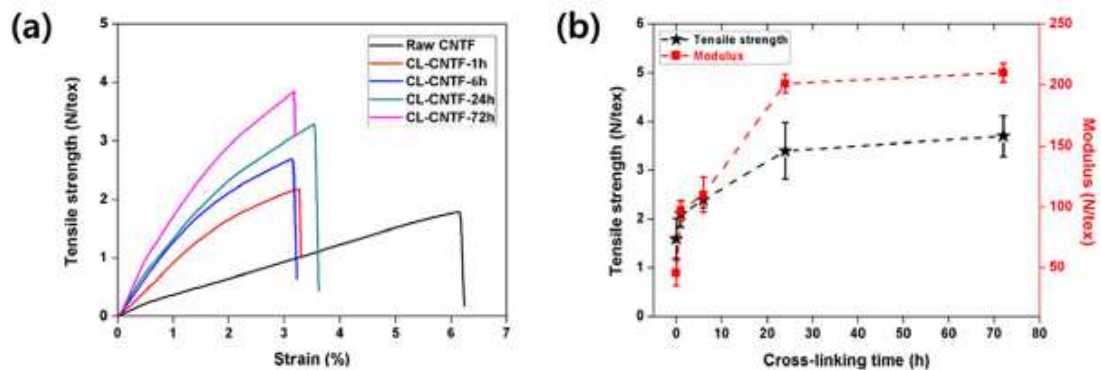 (a)
Tensile strength (N/tex)
5
4
3
2
1
0
Raw CNTF
CL-CNTF-1h
CL-CNTF-6h
CL-CNTF-24h
CL-CNTF-72h
0 1 2 3 4 5 6 7
Strain (%)
(b)
Tensile strength (N/tex)
6
5
4
3
2
1
0
Tensile strength
Modulus
250
200
150
100
50
Modulus (N/tex)
0 10 20 30 40 50 60 70 80
Cross-linking time (h)